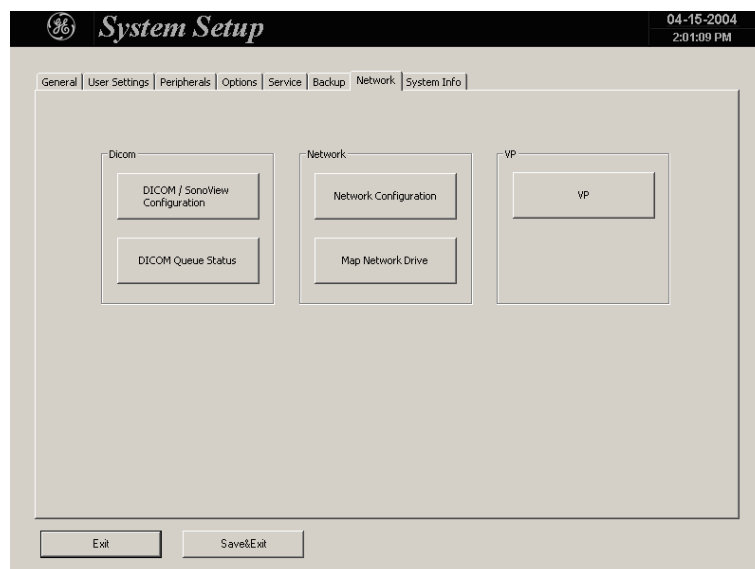 System Setup
04-15-2004
2:01:09 PM
General User Settings Peripherals Options Service Backup Network System Info
Dicom
DICOM / SonoView
Configuration
DICOM Queue Status
Network
Network Configuration
Map Network Drive
VP
VP
Exit Save&Exit